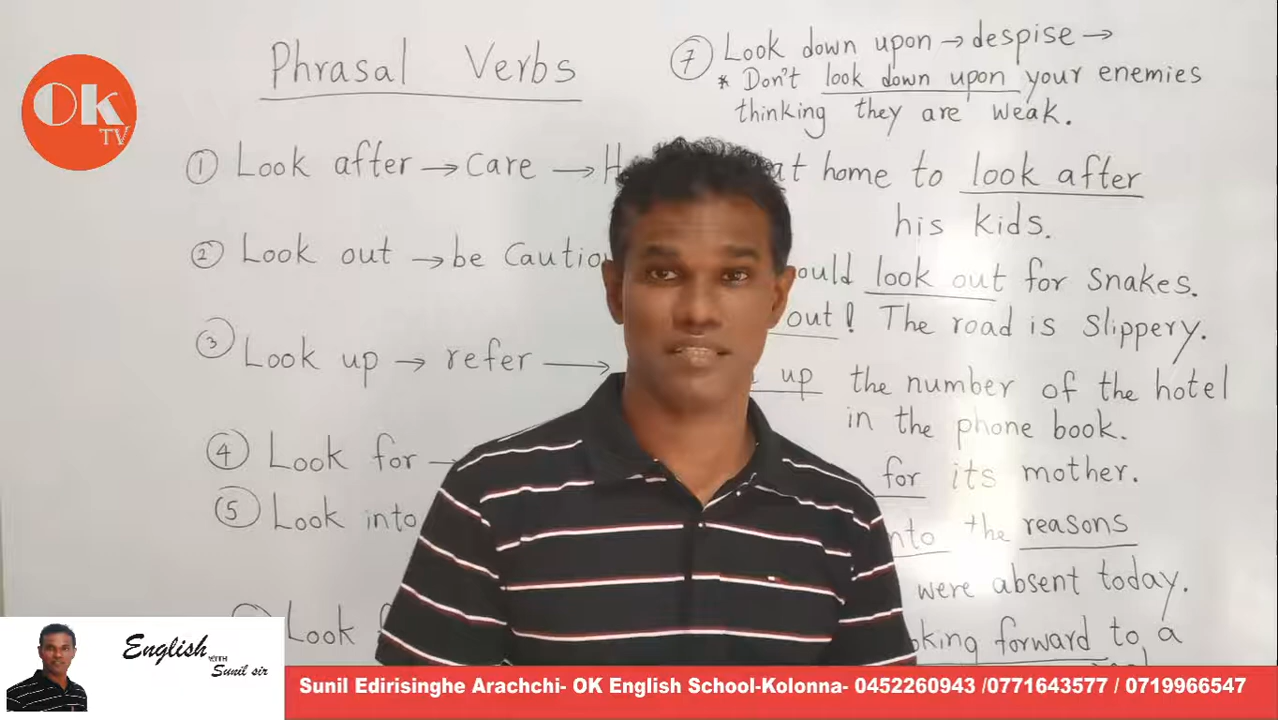 Phrasal Verbs
OK
TV
① Look after → care → at home to look after
his kids.
② Look out → be look out for snakes.
out! The road is slippery.
③ Look up → refer → up the number of the hotel
in the phone book.
④ Look for → for its mother.
⑤ Look into the reasons
were absent today.
Look forward to a
⑦ Look down upon → despise →
* Don't look down upon your enemies
thinking they are weak.
English
WITH
Sunil sir
Sunil Edirisinghe Arachchi- OK English School-Kolonna- 0452260943 /0771643577 / 0719966547